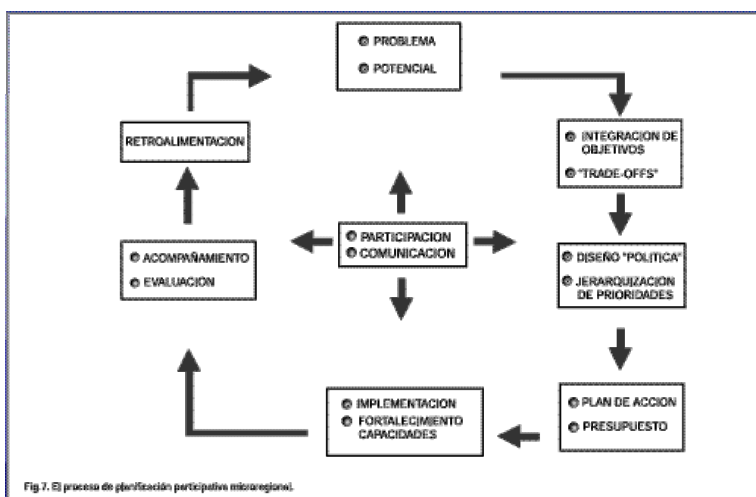 PROBLEMA
POTENCIAL
INTEGRACION DE
OBJETIVOS
"TRADE-OFFS"
DISEÑO "POLITICA"
JERARQUIZACION
DE PRIORIDADES
PLAN DE ACCION
PRESUPUESTO
IMPLEMENTACION
FORTALECIMIENTO
CAPACIDADES
ACOMPAÑAMIENTO
EVALUACION
RETROALIMENTACION
PARTICIPACION
COMUNICACION
Fig.7. El proceso de planificación participativa microregional.